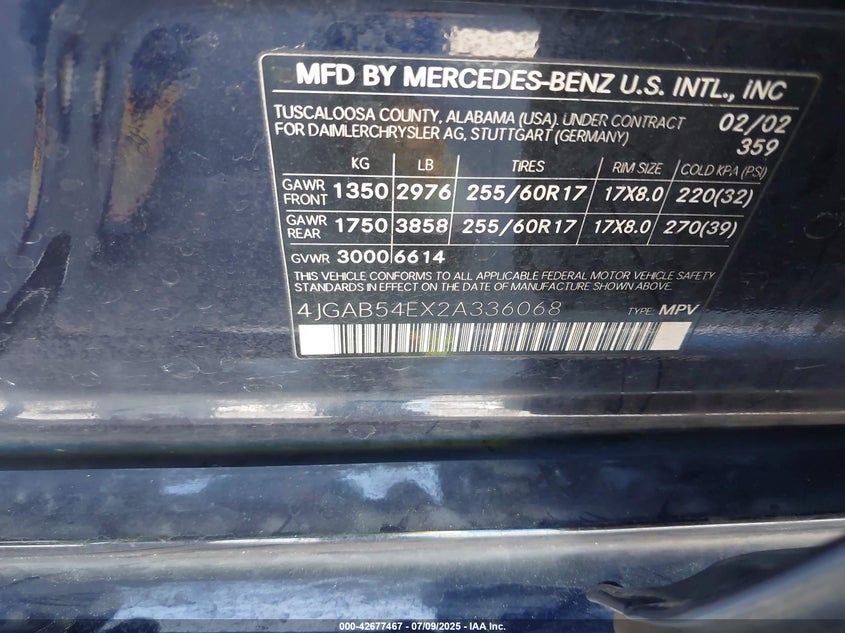 MFD BY MERCEDES-BENZ U.S. INTL., iNC
TUSCALOOSA COUNTY, ALABAMA (USA). UNDER CONTRACT
FOR DAIMLERCHRYSLER AG, STUTTGART (GERMANY)
02/02
359
KG LB TIRES RIM SIZE COLD KPA (PSI)
GAWR FRONT 1350 2976 255/60R17 17X8.0 220(32)
GAWR REAR 1750 3858 255/60R17 17X8.0 270(39)
GVWR 3000 6614
THIS VEHICLE CONFORMS TO ALL APPLICABLE FEDERAL MOTOR VEHICLE SAFETY
STANDARDS IN EFFECT ON THE DATE OF MANUFACTURE SHOWN ABOVE.
4JGAB54EX2A336068 TYPE: MPV
000-42677467 - 07/09/2025 - IAA Inc.